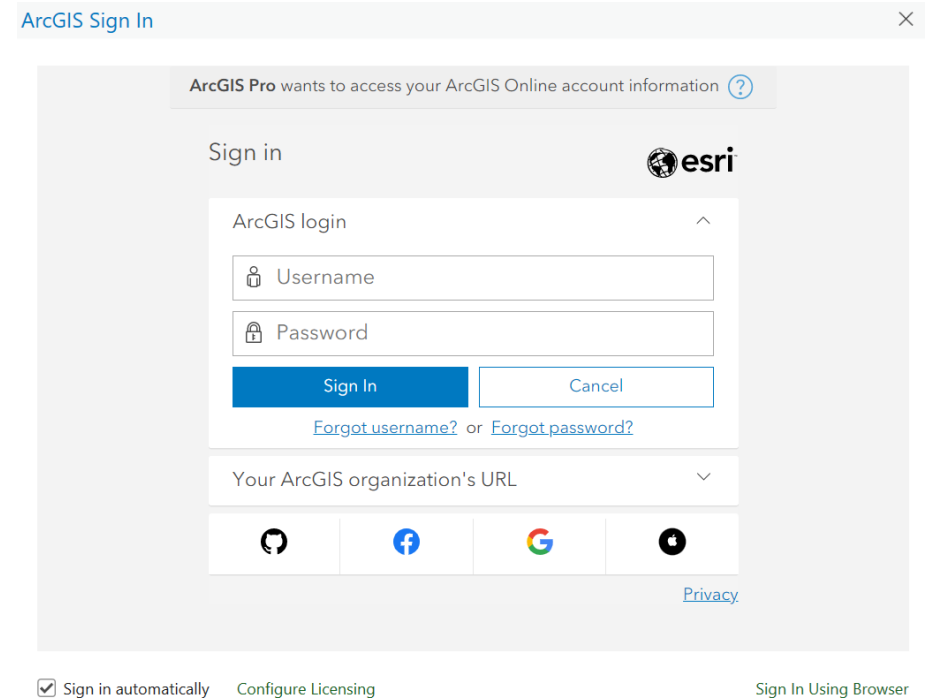 ArcGIS Sign In
ArcGIS Pro wants to access your ArcGIS Online account information ?
Sign in
esri
ArcGIS login
Username
Password
Sign In Cancel
Forgot username? or Forgot password?
Your ArcGIS organization's URL
Privacy
Sign in automatically Configure Licensing Sign In Using Browser